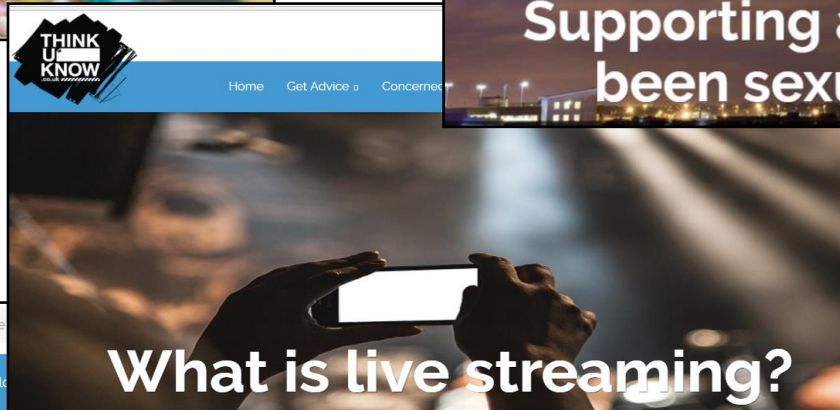 Supporting
been
THINK
U
KNOW
.co.uk
Home Get Advice
What is live streaming?